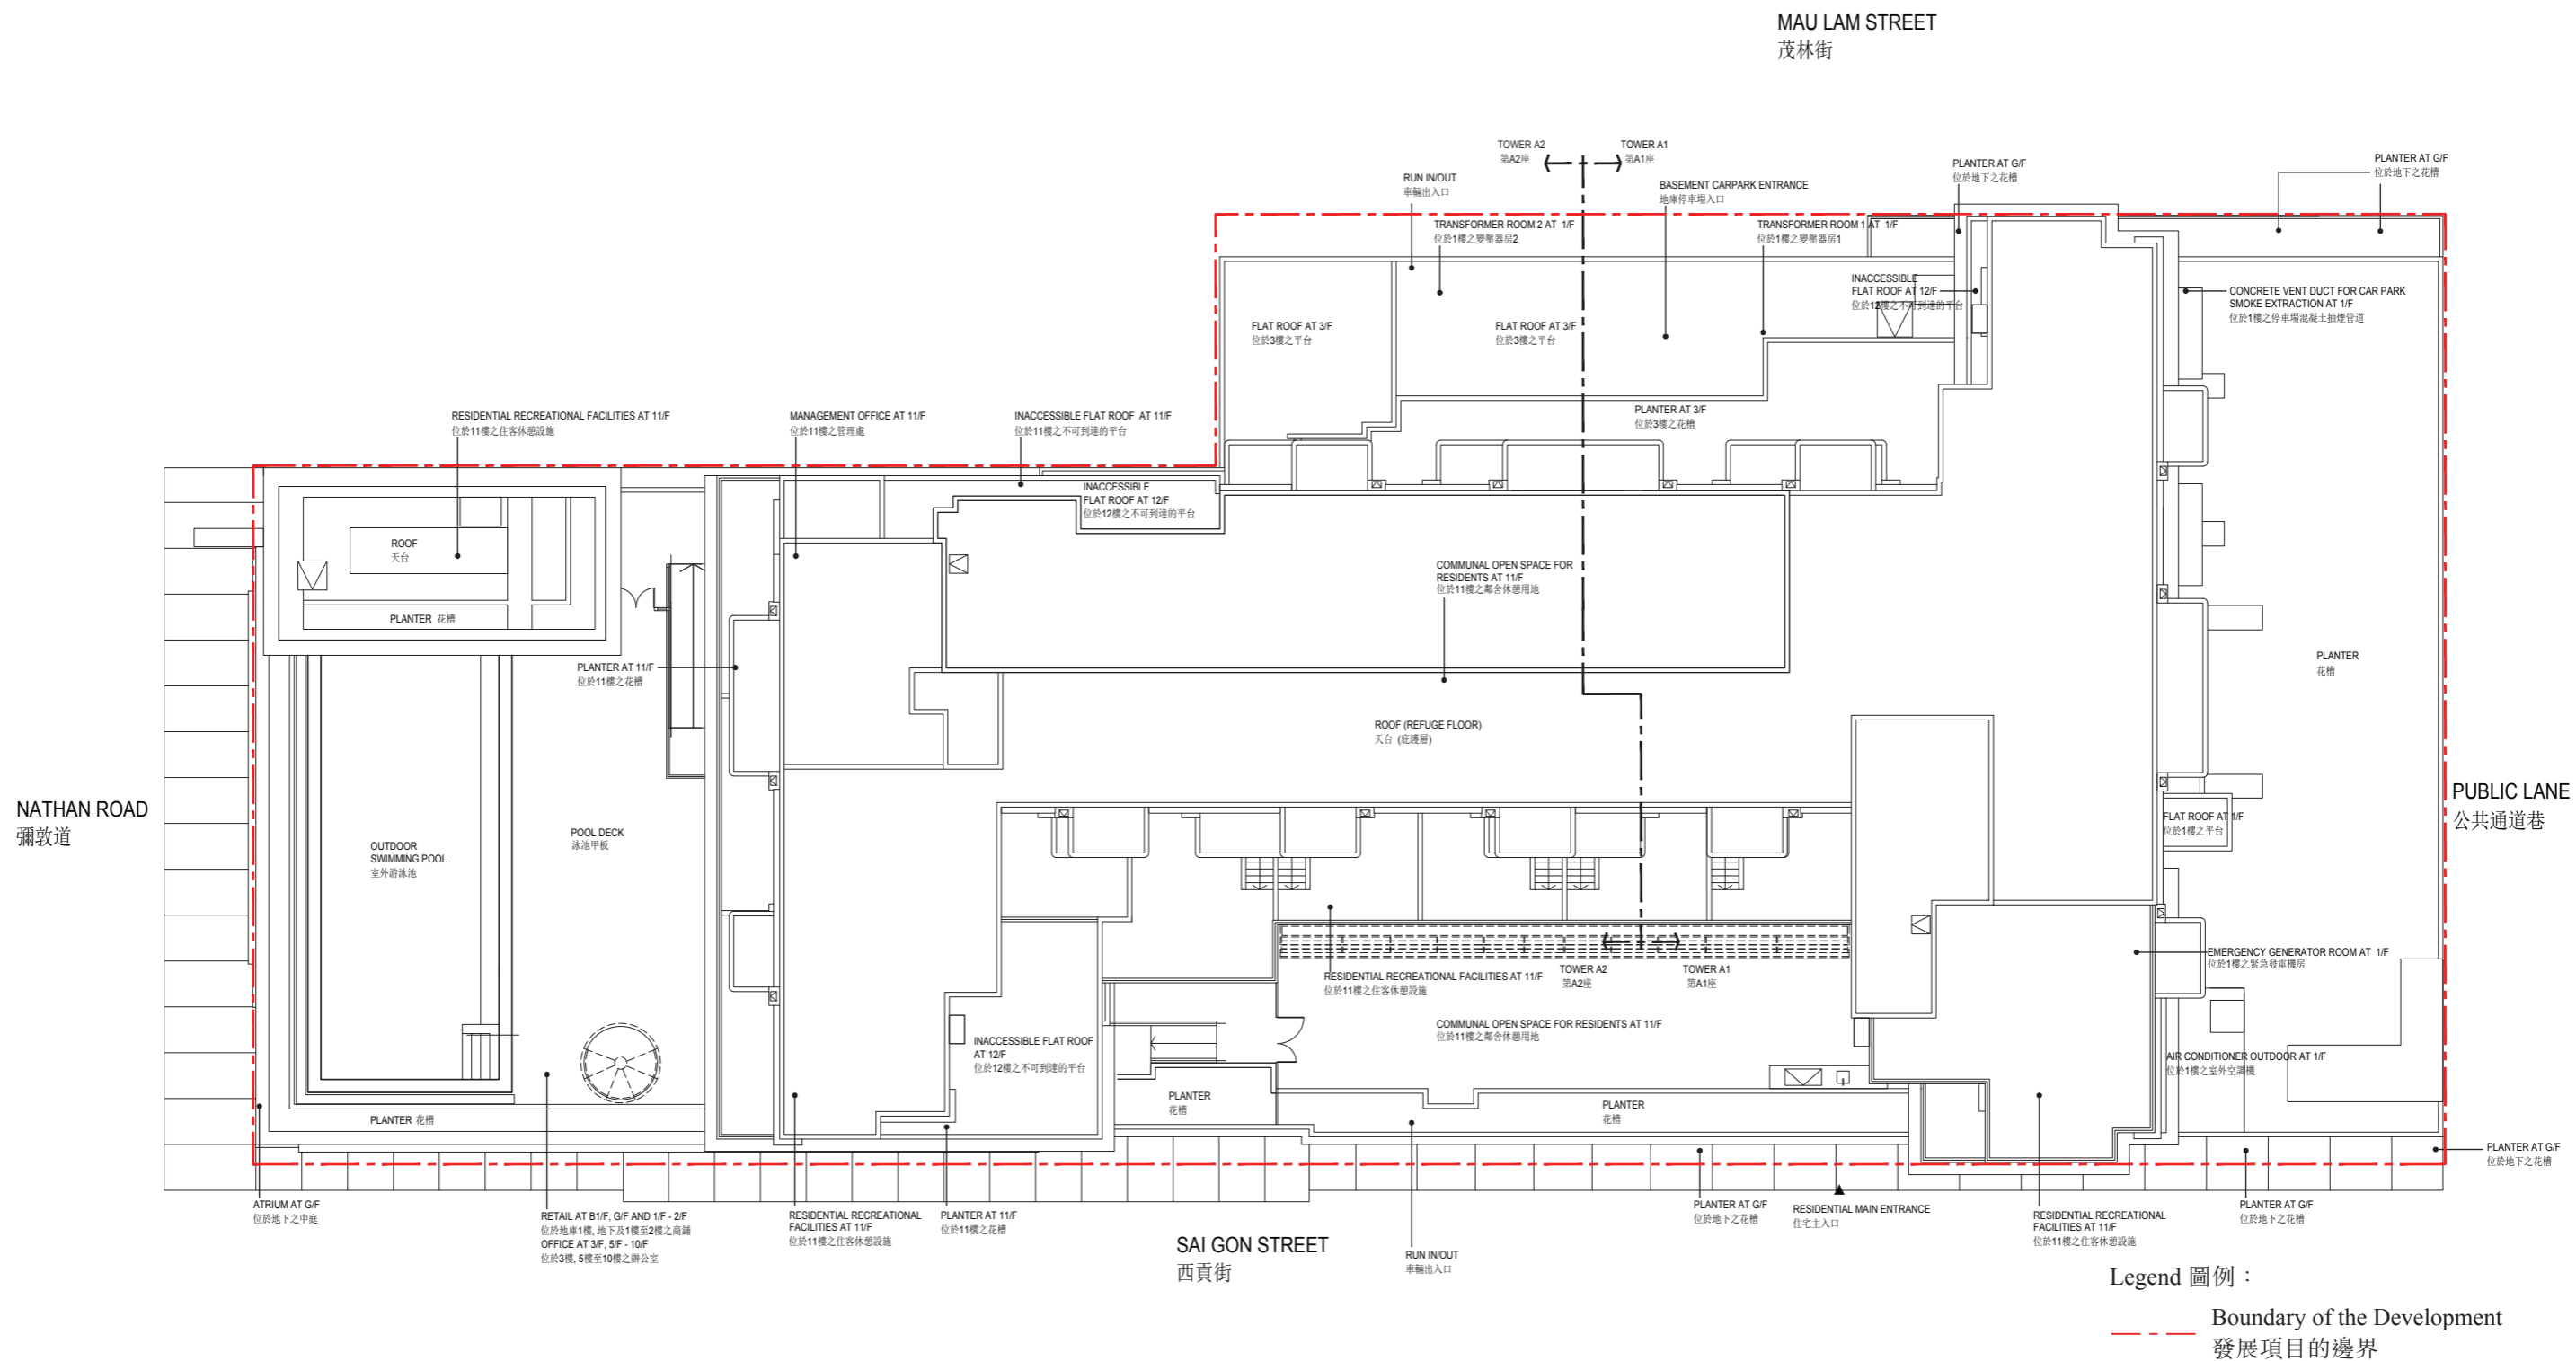 MAU LAM STREET
茂林街
TOWER A2
第A2座
TOWER A1
第A1座
RUN IN/OUT
車輛出入口
BASEMENT CARPARK ENTRANCE
地庫停車場入口
PLANTER AT G/F
位於地下之花槽
PLANTER AT G/F
位於地下之花槽
TRANSFORMER ROOM 2 AT 1/F
位於1樓之變壓器房2
TRANSFORMER ROOM 1 AT 1/F
位於1樓之變壓器房1
INACCESSIBLE
FLAT ROOF AT 12/F
位於12樓之不可到達的平台
CONCRETE VENT DUCT FOR CAR PARK
SMOKE EXTRACTION AT 1/F
位於1樓之停車場混凝土抽煙管道
FLAT ROOF AT 3/F
位於3樓之平台
FLAT ROOF AT 3/F
位於3樓之平台
RESIDENTIAL RECREATIONAL FACILITIES AT 11/F
位於11樓之住客休憩設施
MANAGEMENT OFFICE AT 11/F
位於11樓之管理處
INACCESSIBLE FLAT ROOF AT 11/F
位於11樓之不可到達的平台
PLANTER AT 3/F
位於3樓之花槽
INACCESSIBLE
FLAT ROOF AT 12/F
位於12樓之不可到達的平台
ROOF
天台
COMMUNAL OPEN SPACE FOR
RESIDENTS AT 11/F
位於11樓之鄰舍休憩用地
PLANTER 花槽
PLANTER AT 11/F
位於11樓之花槽
PLANTER
花槽
ROOF (REFUGE FLOOR)
天台 (庇護層)
NATHAN ROAD
彌敦道
PUBLIC LANE
公共通道巷
POOL DECK
泳池甲板
OUTDOOR
SWIMMING POOL
室外游泳池
FLAT ROOF AT 1/F
位於1樓之平台
EMERGENCY GENERATOR ROOM AT 1/F
位於1樓之緊急發電機房
RESIDENTIAL RECREATIONAL FACILITIES AT 11/F
位於11樓之住客休憩設施
TOWER A2
第A2座
TOWER A1
第A1座
COMMUNAL OPEN SPACE FOR RESIDENTS AT 11/F
位於11樓之鄰舍休憩用地
INACCESSIBLE FLAT ROOF
AT 12/F
位於12樓之不可到達的平台
AIR CONDITIONER OUTDOOR AT 1/F
位於1樓之室外空調機
PLANTER
花槽
PLANTER
花槽
PLANTER 花槽
PLANTER AT G/F
位於地下之花槽
ATRIUM AT G/F
位於地下之中庭
RETAIL AT B1/F, G/F AND 1/F - 2/F
位於地庫1樓, 地下及1樓至2樓之商鋪
OFFICE AT 3/F, 5/F - 10/F
位於3樓, 5樓至10樓之辦公室
RESIDENTIAL RECREATIONAL
FACILITIES AT 11/F
位於11樓之住客休憩設施
PLANTER AT 11/F
位於11樓之花槽
SAI GON STREET
西貢街
RUN IN/OUT
車輛出入口
PLANTER AT G/F
位於地下之花槽
RESIDENTIAL MAIN ENTRANCE
住宅主入口
RESIDENTIAL RECREATIONAL
FACILITIES AT 11/F
位於11樓之住客休憩設施
PLANTER AT G/F
位於地下之花槽
Legend 圖例：
Boundary of the Development
發展項目的邊界